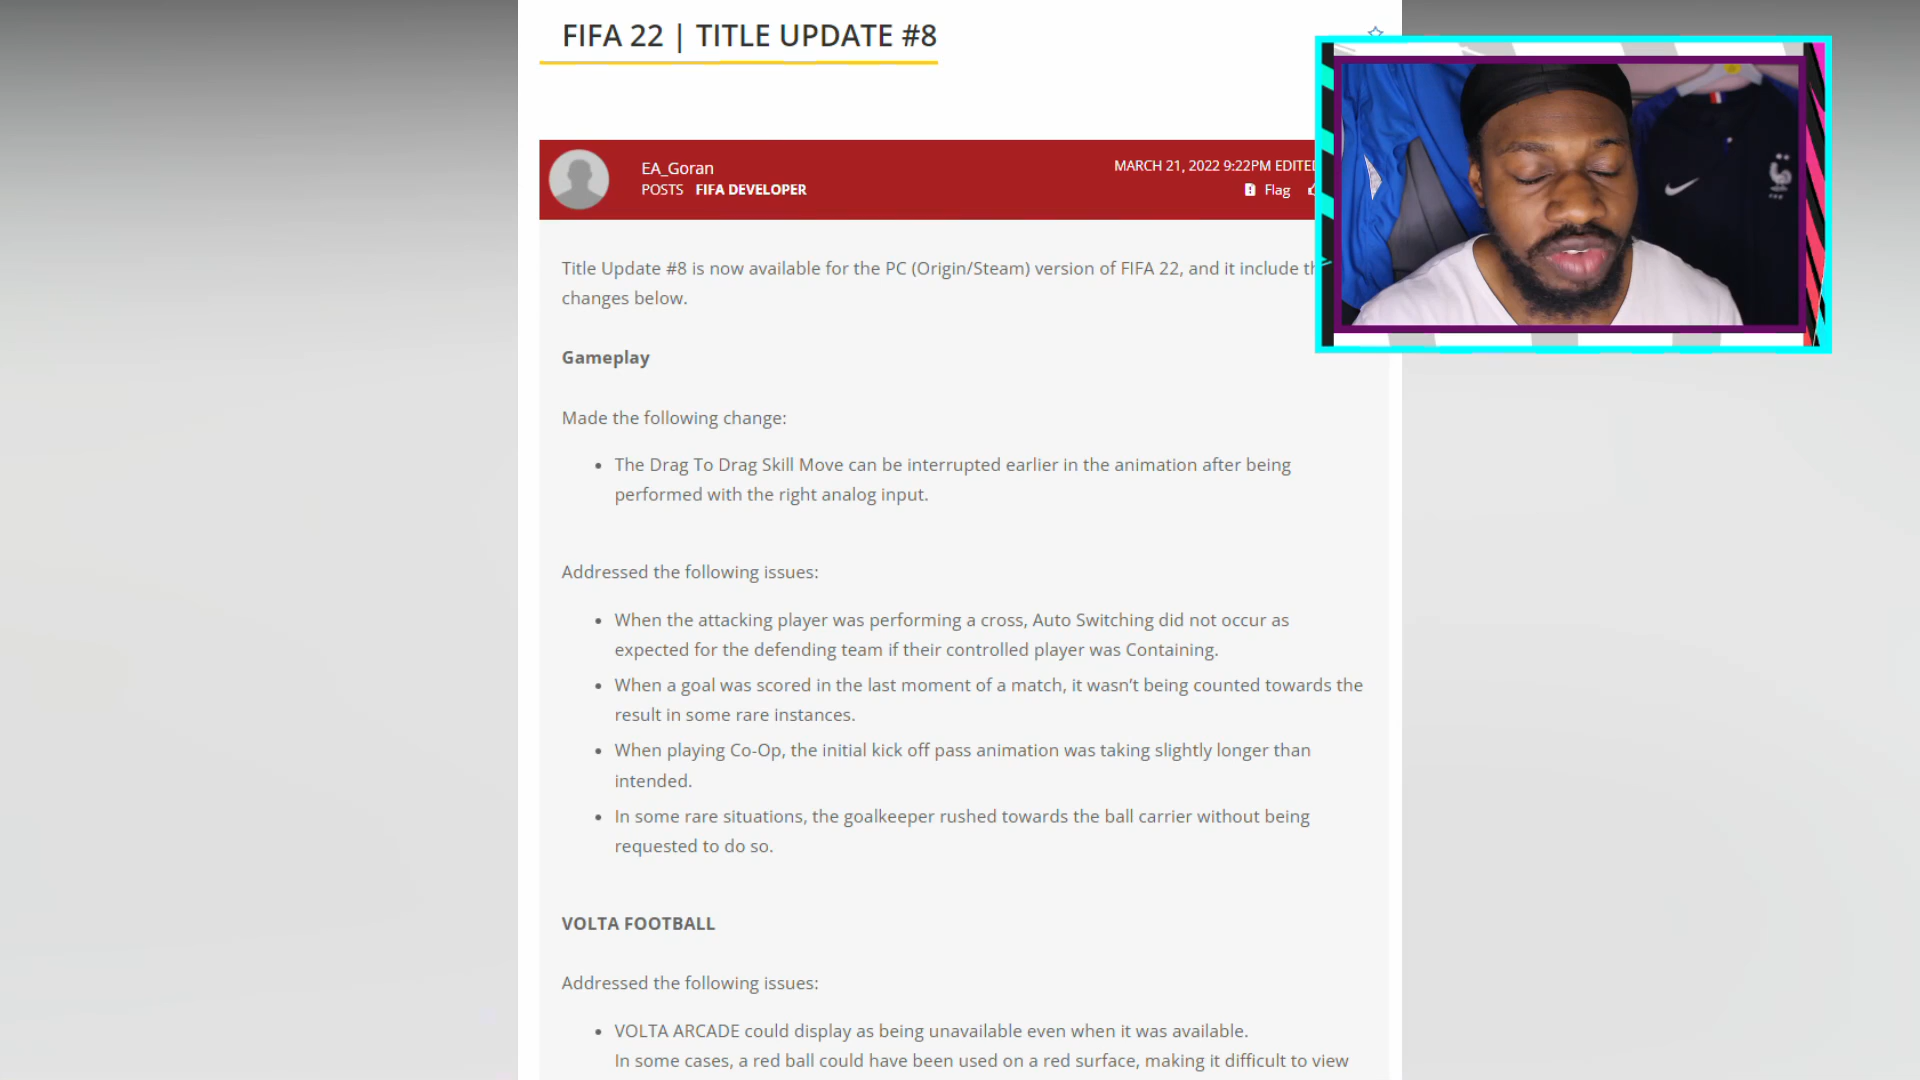 FIFA 22 | TITLE UPDATE #8
EA_Goran
POSTS FIFA DEVELOPER
MARCH 21, 2022 9:22PM EDITED
Flag
Title Update #8 is now available for the PC (Origin/Steam) version of FIFA 22, and it include
changes below.
Gameplay
Made the following change:
• The Drag To Drag Skill Move can be interrupted earlier in the animation after being
performed with the right analog input.
Addressed the following issues:
• When the attacking player was performing a cross, Auto Switching did not occur as
expected for the defending team if their controlled player was Containing.
• When a goal was scored in the last moment of a match, it wasn't being counted towards the
result in some rare instances.
• When playing Co-Op, the initial kick off pass animation was taking slightly longer than
intended.
• In some rare situations, the goalkeeper rushed towards the ball carrier without being
requested to do so.
VOLTA FOOTBALL
Addressed the following issues:
• VOLTA ARCADE could display as being unavailable even when it was available.
In some cases, a red ball could have been used on a red surface, making it difficult to view